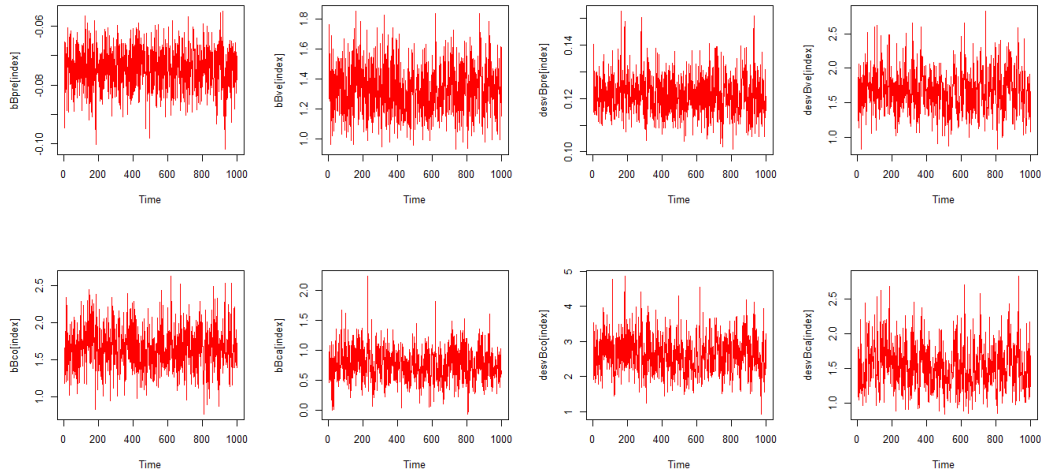 bBpre[index]
-0.10 -0.08 -0.06
0 200 400 600 800 1000
Time
bBve[index]
1.0 1.2 1.4 1.6 1.8
0 200 400 600 800 1000
Time
desvBpre[index]
0.10 0.12 0.14
0 200 400 600 800 1000
Time
desvBve[index]
1.0 1.5 2.0 2.5
0 200 400 600 800 1000
Time
bBco[index]
1.0 1.5 2.0 2.5
0 200 400 600 800 1000
Time
bBca[index]
0.0 0.5 1.0 1.5 2.0
0 200 400 600 800 1000
Time
desvBco[index]
1 2 3 4 5
0 200 400 600 800 1000
Time
desvBca[index]
1.0 1.5 2.0 2.5
0 200 400 600 800 1000
Time